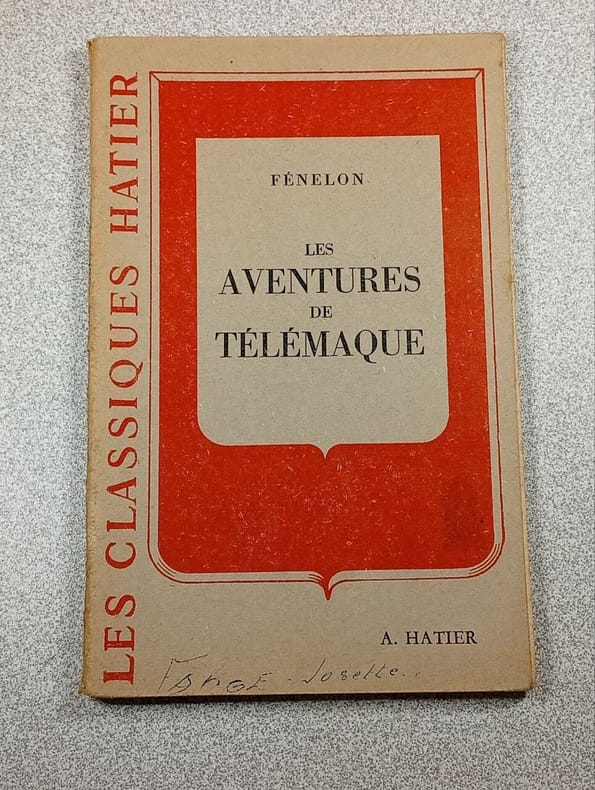 LES CLASSIQUES HATIER
FÉNELON
LES
AVENTURES
DE
TÉLÉMAQUE
A. HATIER
Josette